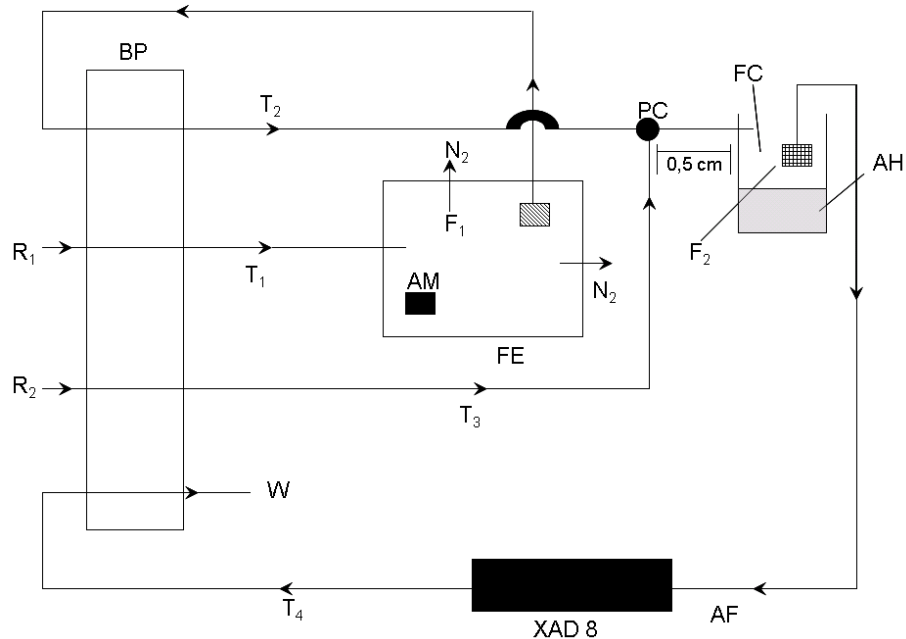 BP
T₂
PC
FC
N₂
0,5 cm
AH
F₁
R₁
T₁
AM
N₂
F₂
FE
R₂
T₃
W
T₄
XAD 8
AF